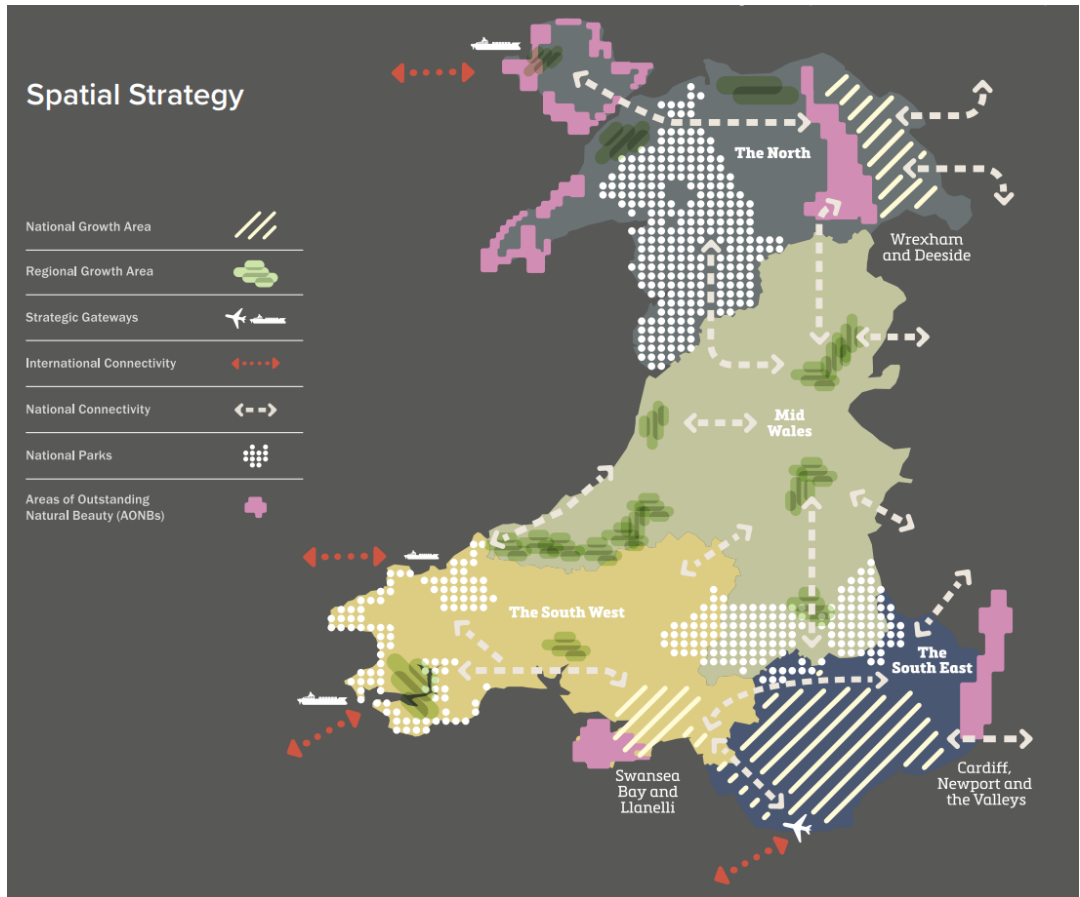 Spatial Strategy
National Growth Area
Regional Growth Area
Strategic Gateways
International Connectivity
National Connectivity
National Parks
Areas of Outstanding
Natural Beauty (AONBs)
The North
Wrexham
and Deeside
Mid
Wales
The South West
The
South East
Swansea
Bay and
Llanelli
Cardiff,
Newport and
the Valleys